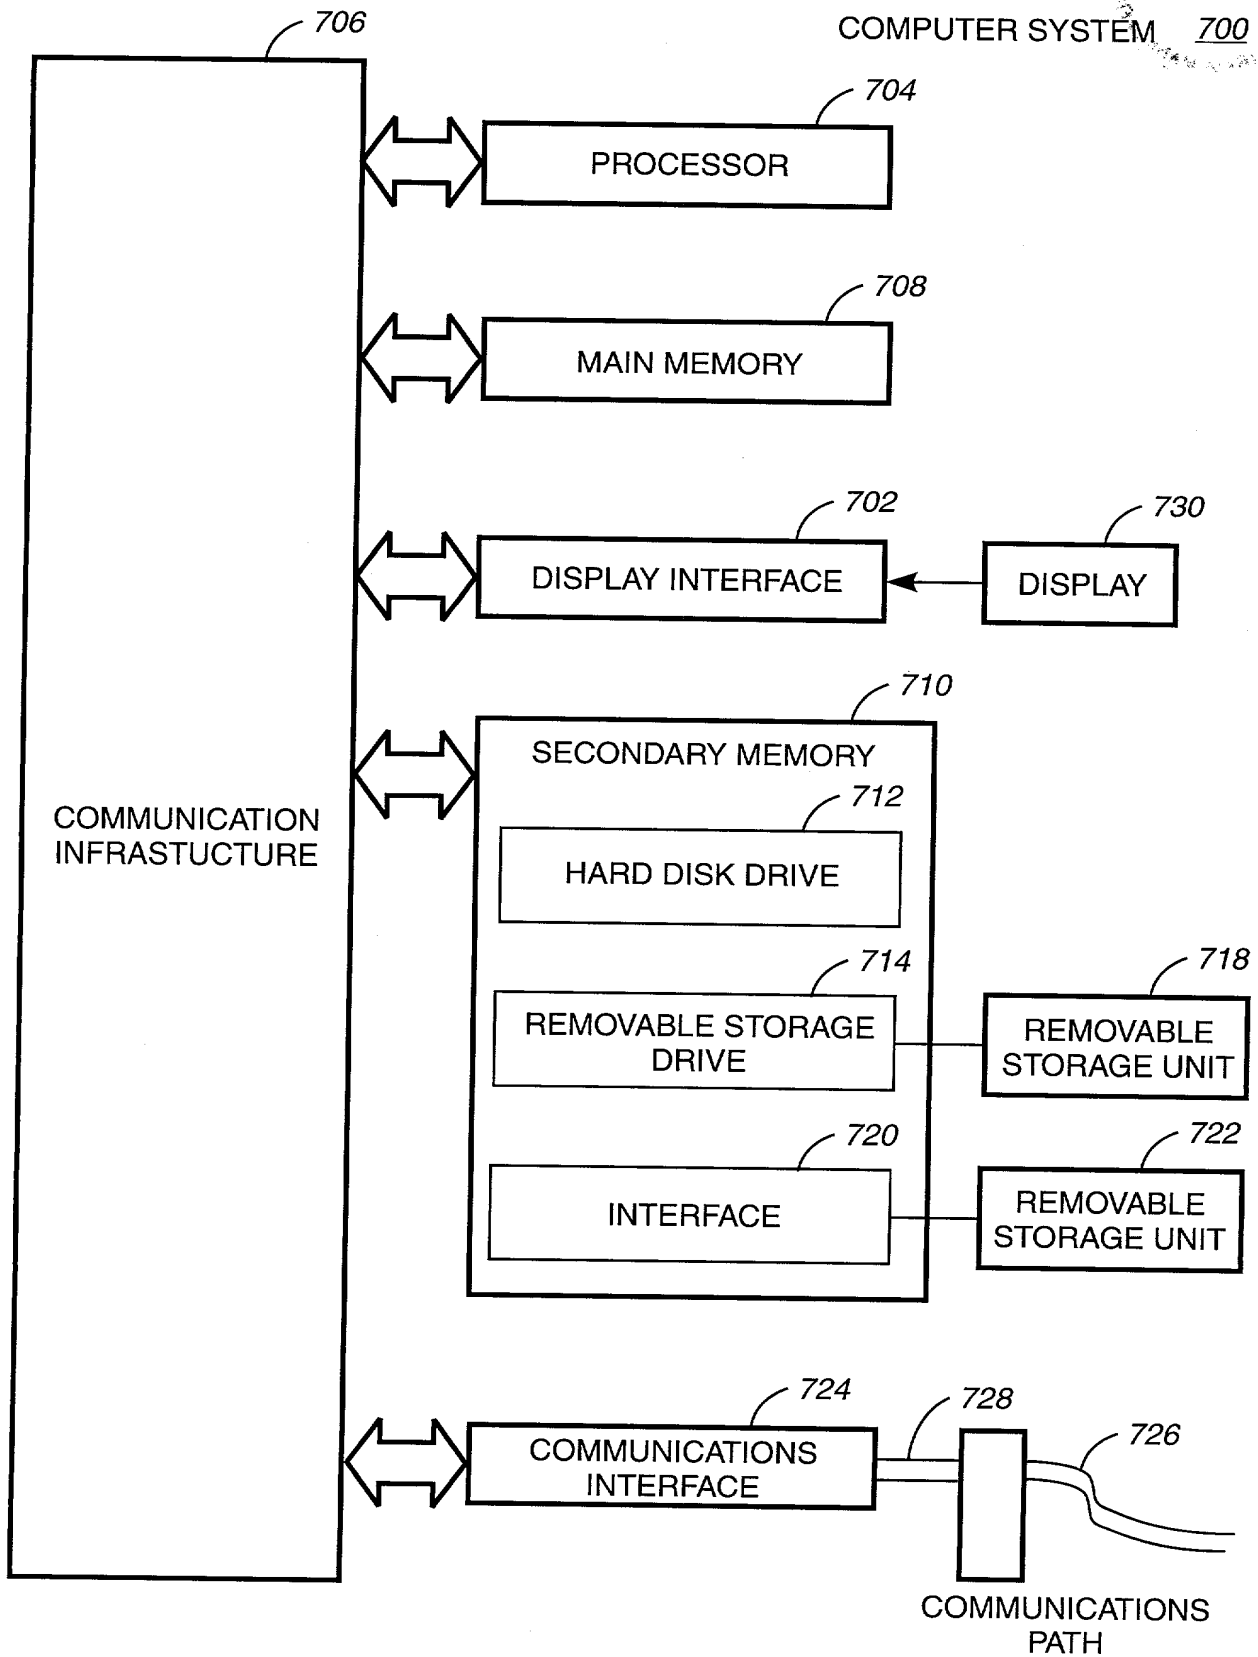 706
COMPUTER SYSTEM 700
704
PROCESSOR
708
MAIN MEMORY
702
730
DISPLAY INTERFACE
DISPLAY
710
SECONDARY MEMORY
712
COMMUNICATION
INFRASTUCTURE
HARD DISK DRIVE
714
718
REMOVABLE STORAGE
DRIVE
REMOVABLE
STORAGE UNIT
720
722
INTERFACE
REMOVABLE
STORAGE UNIT
724
728
726
COMMUNICATIONS
INTERFACE
COMMUNICATIONS
PATH